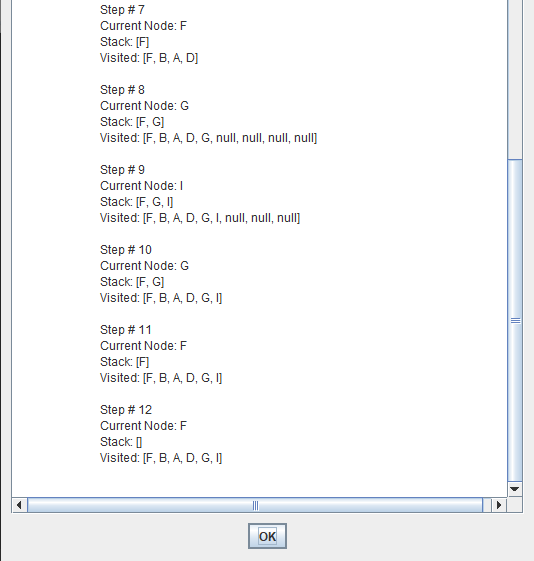 Step # 7
Current Node: F
Stack: [F]
Visited: [F, B, A, D]
Step # 8
Current Node: G
Stack: [F, G]
Visited: [F, B, A, D, G, null, null, null, null]
Step # 9
Current Node: I
Stack: [F, G, I]
Visited: [F, B, A, D, G, I, null, null, null]
Step # 10
Current Node: G
Stack: [F, G]
Visited: [F, B, A, D, G, I]
Step # 11
Current Node: F
Stack: [F]
Visited: [F, B, A, D, G, I]
Step # 12
Current Node: F
Stack: []
Visited: [F, B, A, D, G, I]
OK